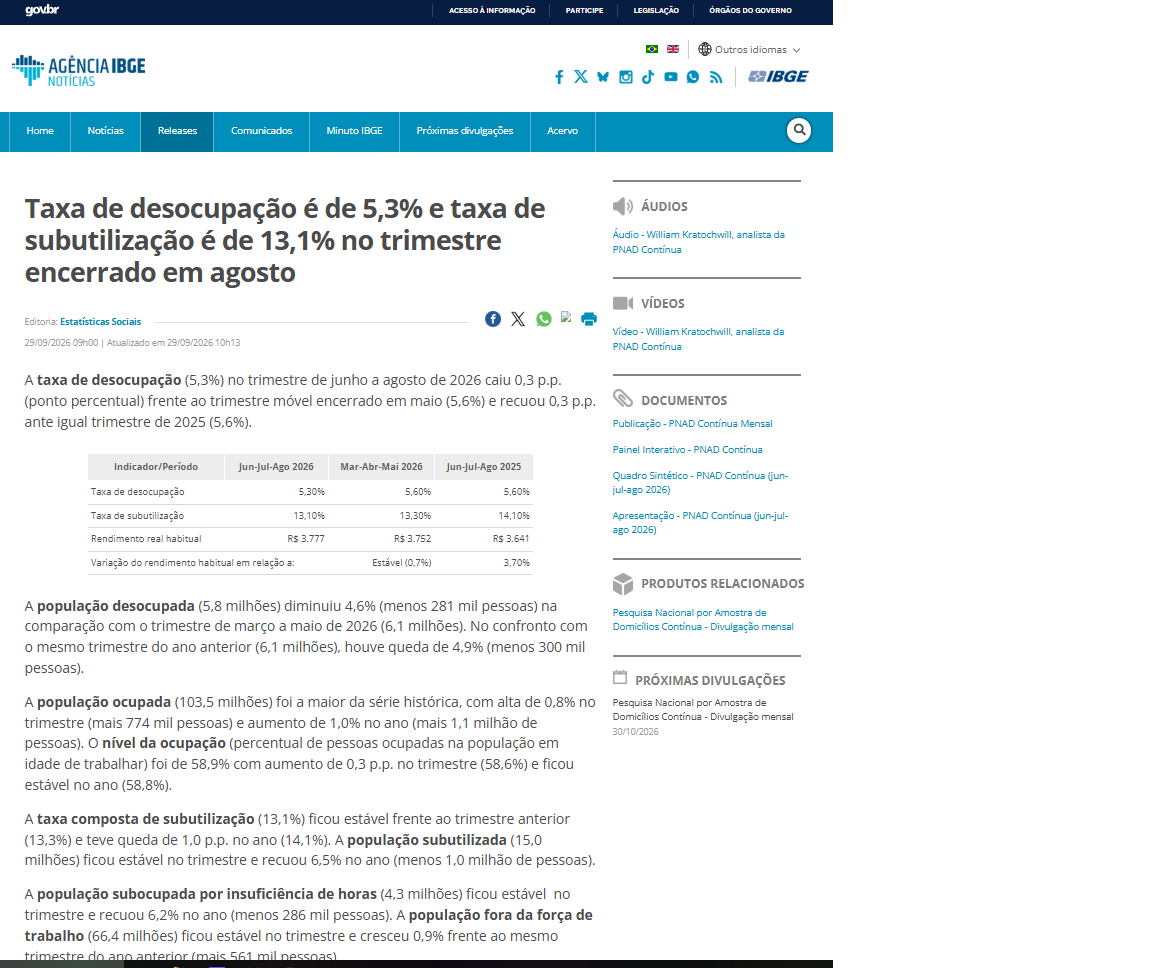 gov.br
ACESSO À INFORMAÇÃO PARTICIPE LEGISLAÇÃO ÓRGÃOS DO GOVERNO
AGÊNCIA IBGE
NOTÍCIAS
Outros idiomas
IBGE
Home Notícias Releases Comunicados Minuto IBGE Próximas divulgações Acervo
Taxa de desocupação é de 5,3% e taxa de
subutilização é de 13,1% no trimestre
encerrado em agosto
Editoria: Estatísticas Sociais
29/09/2026 09h00 | Atualizado em 29/09/2026 10h13
A taxa de desocupação (5,3%) no trimestre de junho a agosto de 2026 caiu 0,3 p.p.
(ponto percentual) frente ao trimestre móvel encerrado em maio (5,6%) e recuou 0,3 p.p.
ante igual trimestre de 2025 (5,6%).
Indicador/Período Jun-Jul-Ago 2026 Mar-Abr-Mai 2026 Jun-Jul-Ago 2025
Taxa de desocupação 5,30% 5,60% 5,60%
Taxa de subutilização 13,10% 13,30% 14,10%
Rendimento real habitual R$ 3.777 R$ 3.752 R$ 3.641
Variação do rendimento habitual em relação a: Estável (0,7%) 3,70%
A população desocupada (5,8 milhões) diminuiu 4,6% (menos 281 mil pessoas) na
comparação com o trimestre de março a maio de 2026 (6,1 milhões). No confronto com
o mesmo trimestre do ano anterior (6,1 milhões), houve queda de 4,9% (menos 300 mil
pessoas).
A população ocupada (103,5 milhões) foi a maior da série histórica, com alta de 0,8% no
trimestre (mais 774 mil pessoas) e aumento de 1,0% no ano (mais 1,1 milhão de
pessoas). O nível da ocupação (percentual de pessoas ocupadas na população em
idade de trabalhar) foi de 58,9% com aumento de 0,3 p.p. no trimestre (58,6%) e ficou
estável no ano (58,8%).
A taxa composta de subutilização (13,1%) ficou estável frente ao trimestre anterior
(13,3%) e teve queda de 1,0 p.p. no ano (14,1%). A população subutilizada (15,0
milhões) ficou estável no trimestre e recuou 6,5% no ano (menos 1,0 milhão de pessoas).
A população subocupada por insuficiência de horas (4,3 milhões) ficou estável  no
trimestre e recuou 6,2% no ano (menos 286 mil pessoas). A população fora da força de
trabalho (66,4 milhões) ficou estável no trimestre e cresceu 0,9% frente ao mesmo
trimestre do ano anterior (mais 561 mil pessoas).
ÁUDIOS
Áudio - William Kratochwill, analista da
PNAD Contínua
VÍDEOS
Vídeo - William Kratochwill, analista da
PNAD Contínua
DOCUMENTOS
Publicação - PNAD Contínua Mensal
Painel Interativo - PNAD Contínua
Quadro Sintético - PNAD Contínua (jun-
jul-ago 2026)
Apresentação - PNAD Contínua (jun-jul-
ago 2026)
PRODUTOS RELACIONADOS
Pesquisa Nacional por Amostra de
Domicílios Contínua - Divulgação mensal
PRÓXIMAS DIVULGAÇÕES
Pesquisa Nacional por Amostra de
Domicílios Contínua - Divulgação mensal
30/10/2026